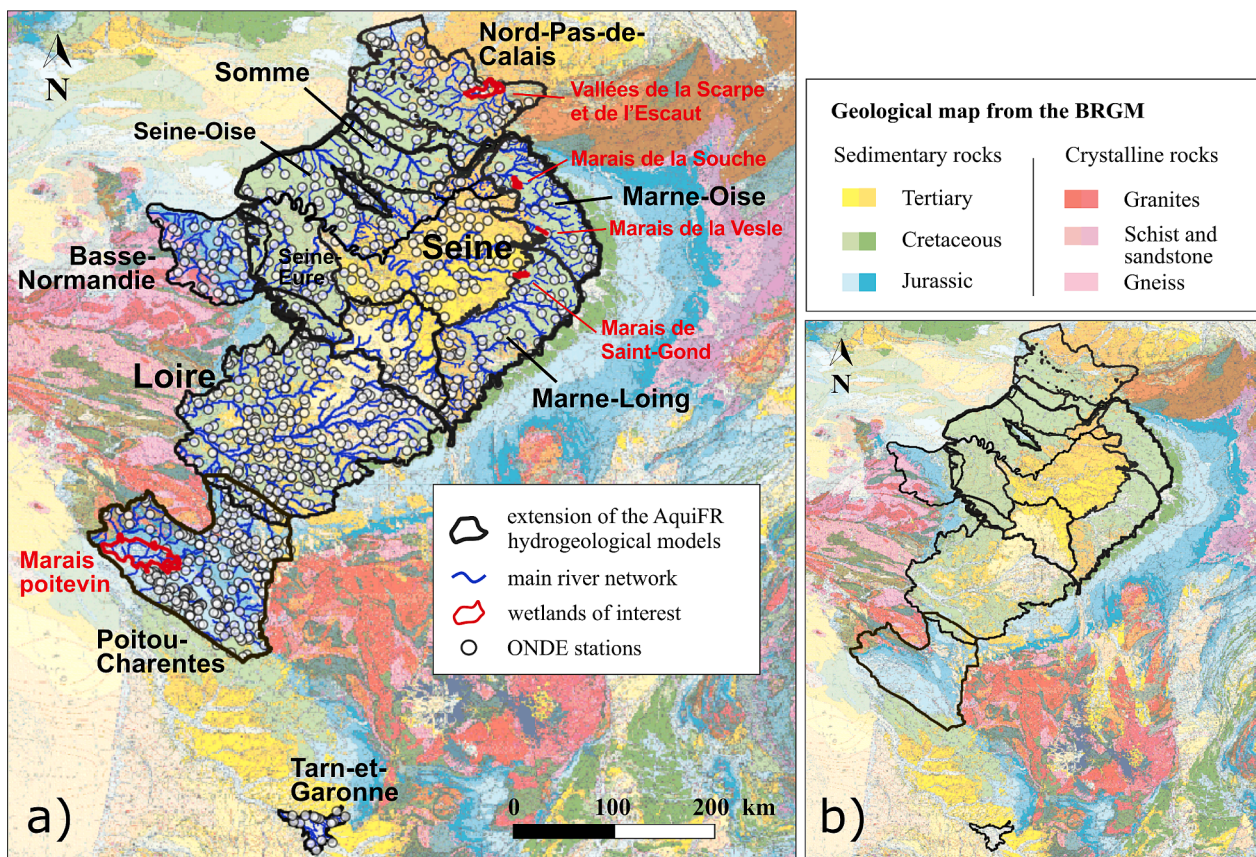 N
Nord-Pas-de-
Calais
Somme
Vallées de la Scarpe
et de l'Escaut
Seine-Oise
Marais de la Souche
Marne-Oise
Marais de la Vesle
Seine
Basse-
Normandie
Seine-
Eure
Marais de
Saint-Gond
Loire
Marne-Loing
Marais
poitevin
Poitou-
Charentes
extension of the AquiFR
hydrogeological models
main river network
wetlands of interest
ONDE stations
Tarn-et-
Garonne
0 100 200 km
a)
Geological map from the BRGM
Sedimentary rocks
Tertiary
Cretaceous
Jurassic
Crystalline rocks
Granites
Schist and
sandstone
Gneiss
N
b)